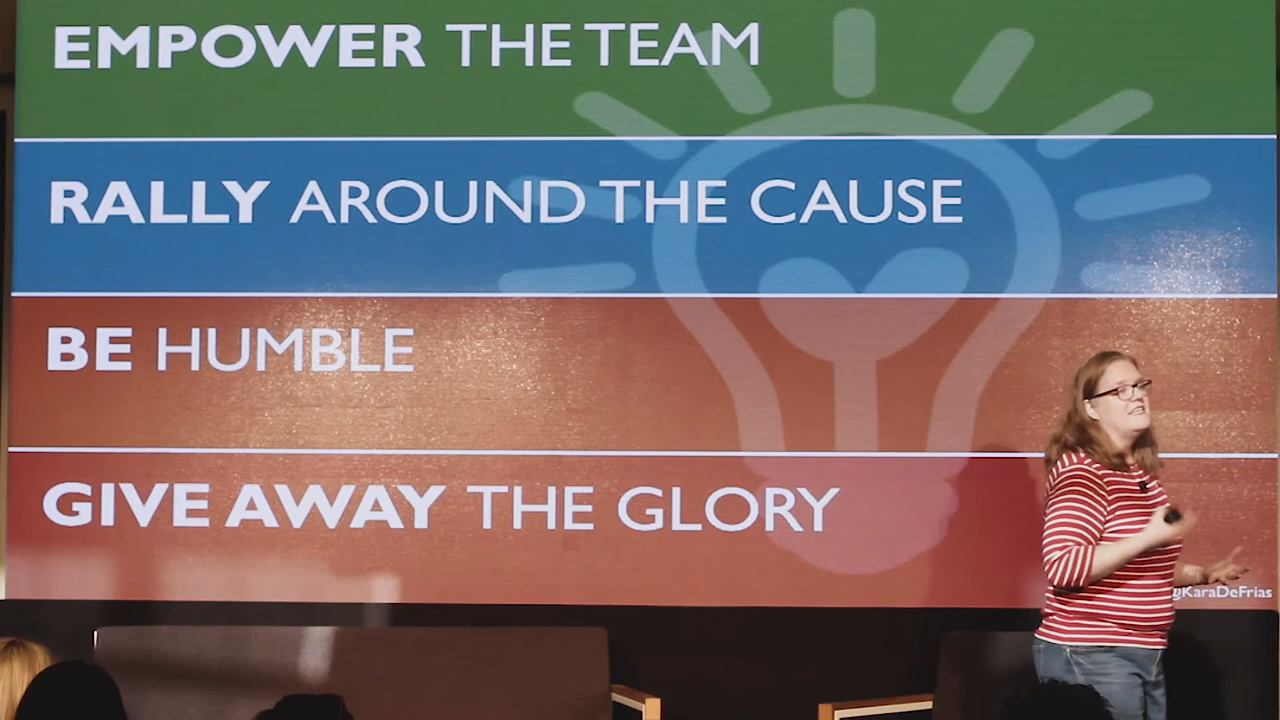 EMPOWER THE TEAM
RALLY AROUND THE CAUSE
BE HUMBLE
GIVE AWAY THE GLORY
@KaraDeFrias